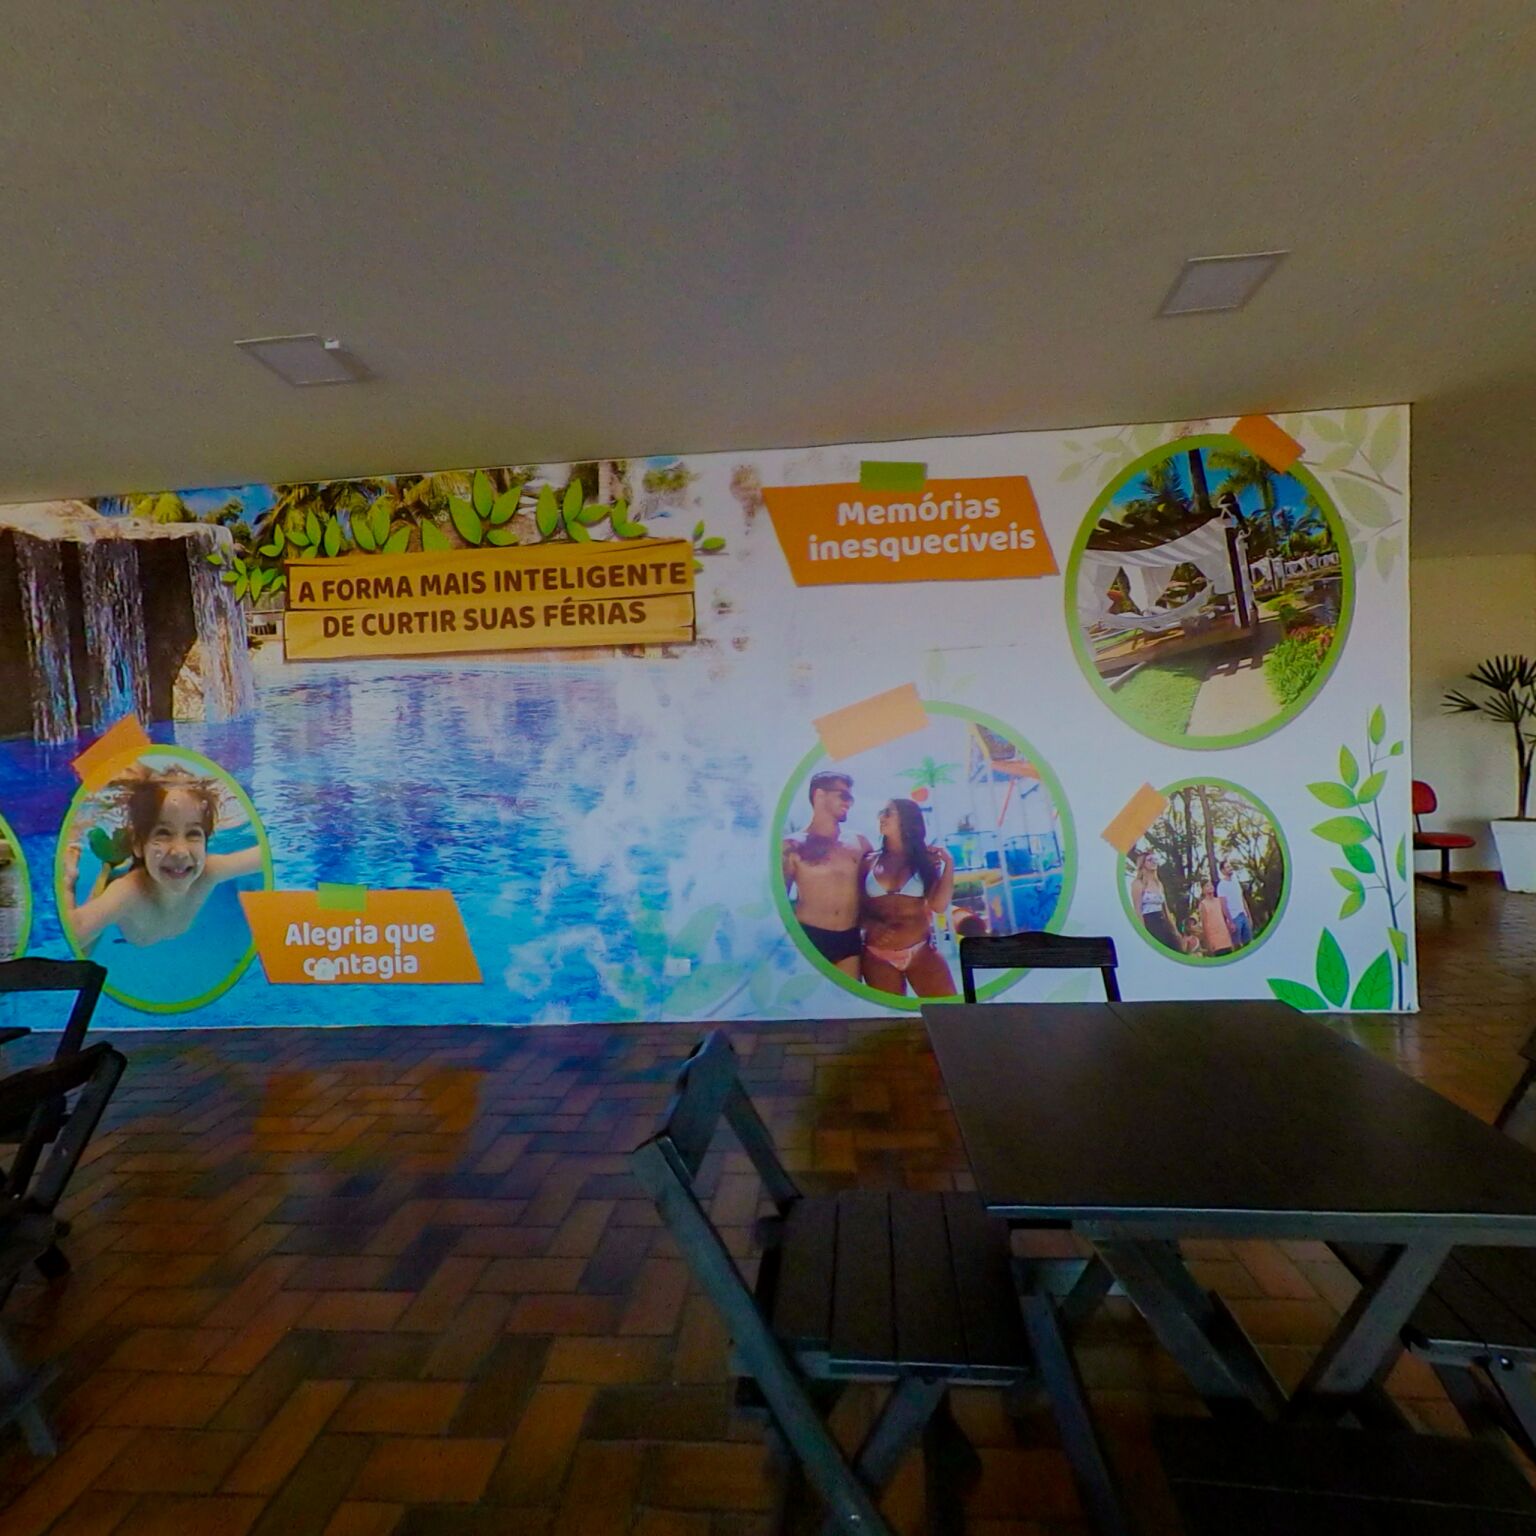 A FORMA MAIS INTELIGENTE
DE CURTIR SUAS FÉRIAS
Memórias
inesquecíveis
Alegria que
contagia